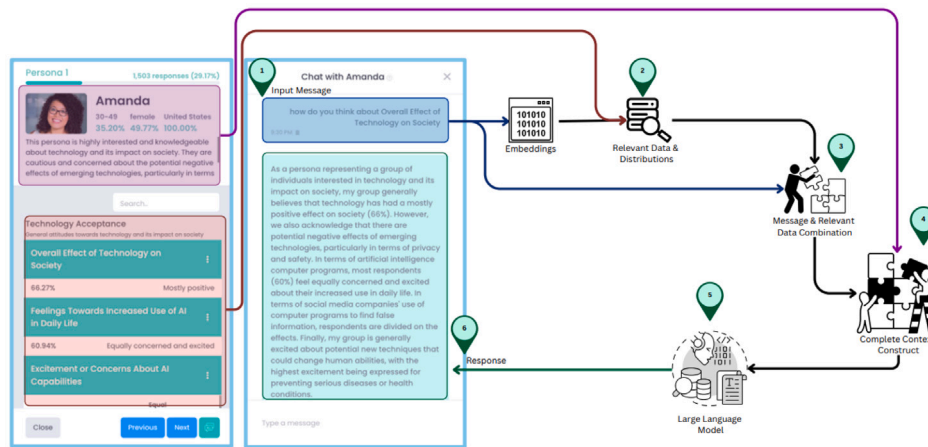 Persona 1
1,503 responses (29.17%)
Amanda
30-49 female United States
35.20% 49.77% 100.00%
This persona is highly interested and knowledgeable
about technology and its impact on society. They are
cautious and concerned about the potential negative
effects of emerging technologies, particularly in terms
Search..
Technology Acceptance
General attitudes towards technology and its impact on society
Overall Effect of Technology on
Society
66.27% Mostly positive
Feelings Towards Increased Use of AI
in Daily Life
60.94% Equally concerned and excited
Excitement or Concerns About AI
Capabilities
Equal
Close Previous Next
1
Chat with Amanda
Input Message
how do you think about Overall Effect of
Technology on Society
As a persona representing a group of
individuals interested in technology and its
impact on society, my group generally
believes that technology has had a mostly
positive effect on society (66%). However,
we also acknowledge that there are
potential negative effects of emerging
technologies, particularly in terms of privacy
and safety. In terms of artificial intelligence
computer programs, most respondents
(60%) feel equally concerned and excited
about their increased use in daily life. In
terms of social media companies' use of
computer programs to find false
information, respondents are divided on the
effects. Finally, my group is generally
excited about potential new techniques that
could change human abilities, with the
highest excitement being expressed for
preventing serious diseases or health
conditions.
Type a message
101010
101010
101010
Embeddings
2
Relevant Data &
Distributions
3
Message & Relevant
Data Combination
4
Complete Contex
Construct
5
Large Language
Model
6
Response